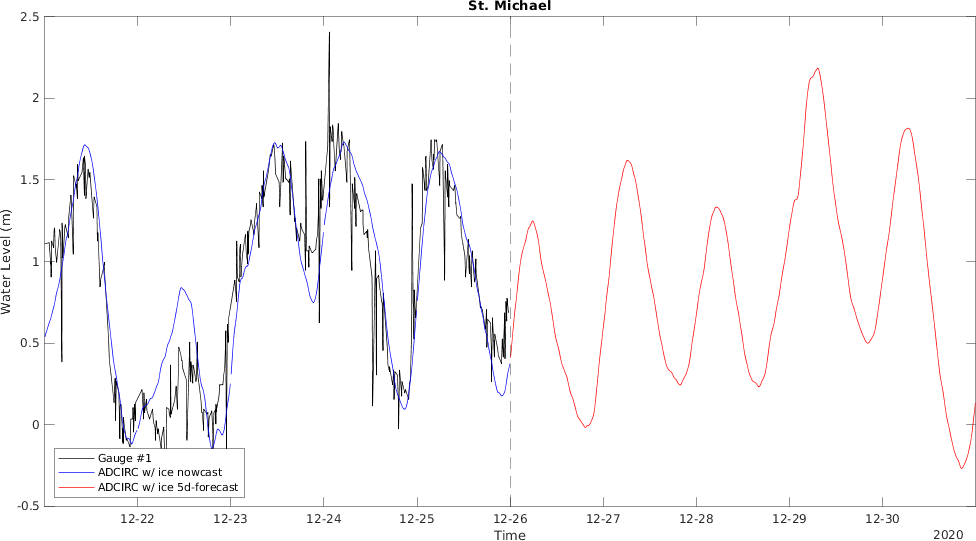 St. Michael
2.5
2
1.5
1
0.5
0
-0.5
Water Level (m)
Gauge #1
ADCIRC w/ ice nowcast
ADCIRC w/ ice 5d-forecast
12-22 12-23 12-24 12-25 12-26 12-27 12-28 12-29 12-30
Time
2020